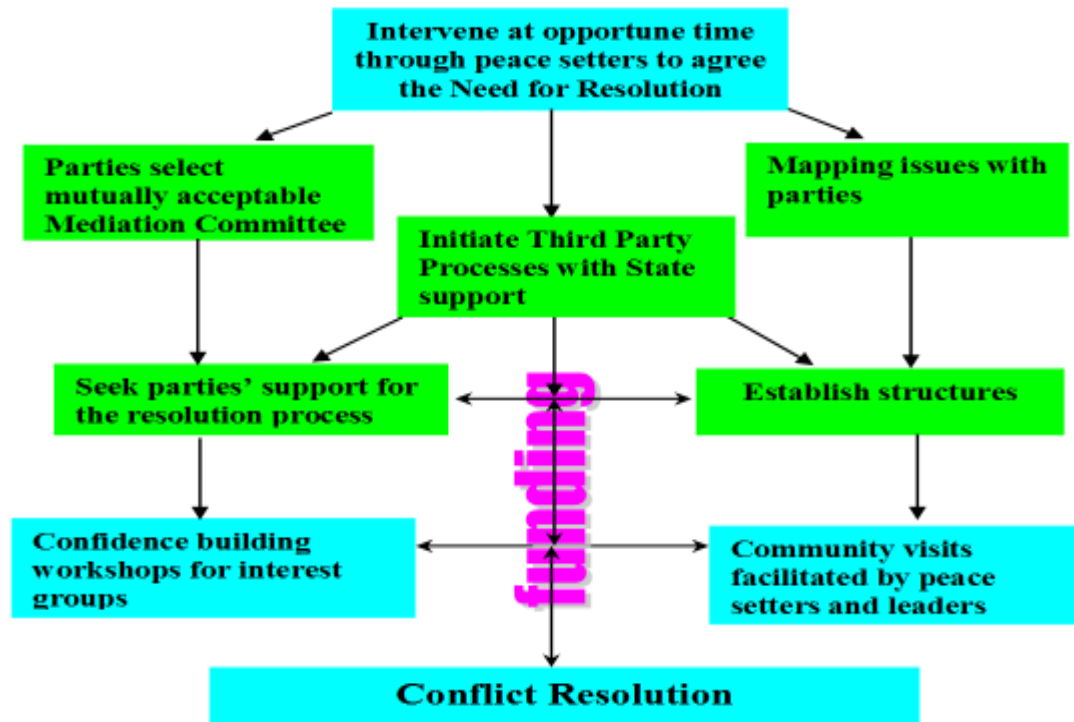 Intervene at opportune time
through peace setters to agree
the Need for Resolution
Parties select
mutually acceptable
Mediation Committee
Mapping issues with
parties
Initiate Third Party
Processes with State
support
Seek parties’ support for
the resolution process
Establish structures
funding
Confidence building
workshops for interest
groups
Community visits
facilitated by peace
setters and leaders
Conflict Resolution